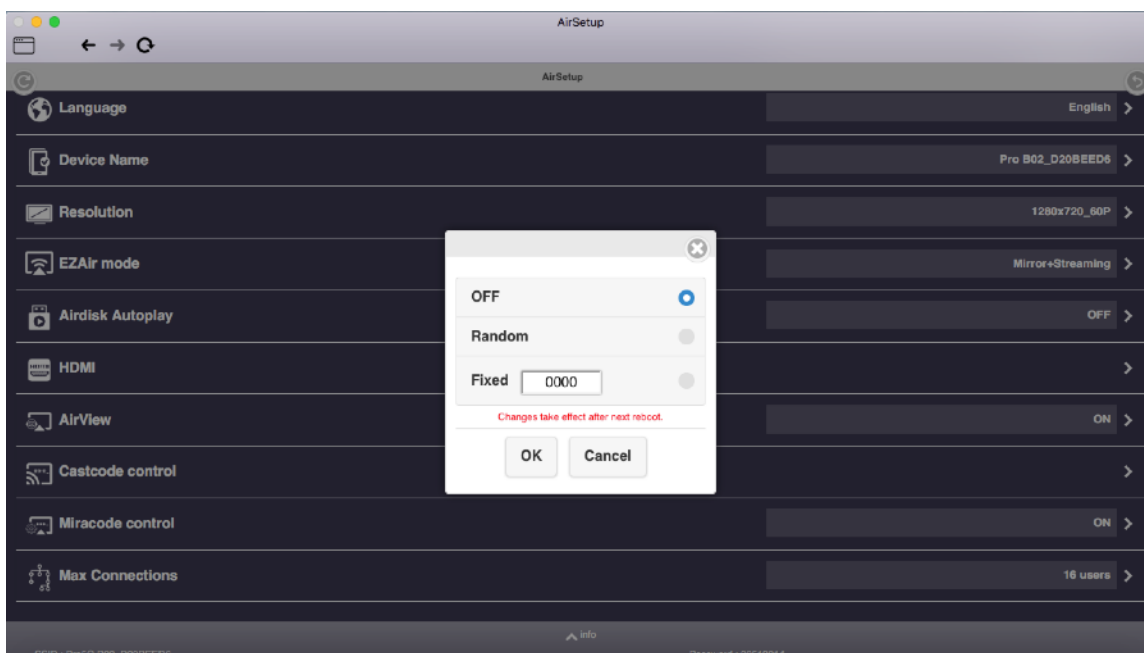 AirSetup
AirSetup
Language English
Device Name Pro B02_D20BEED6
Resolution 1280x720_60P
EZAir mode Mirror+Streaming
Airdisk Autoplay OFF
HDMI
AirView ON
Castcode control
Miracode control ON
Max Connections 16 users
OFF
Random
Fixed 0000
Changes take effect after next reboot.
OK Cancel
info